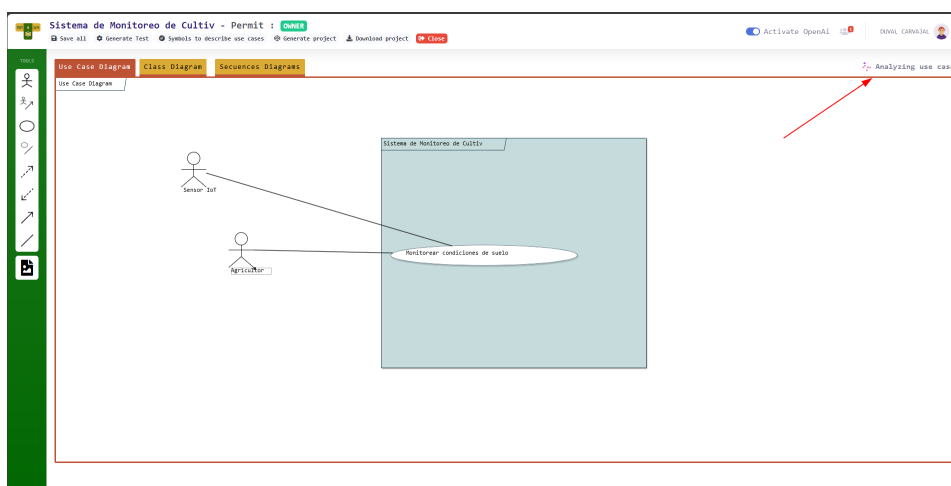 Sistema de Monitoreo de Cultiv - Permit : OWNER
Save all Generate Test Symbols to describe use cases Generate project Download project Close
Activate OpenAi
DUVAL CARVAJAL
TOOLS
Use Case Diagram Class Diagram Secuences Diagrams
Analyzing use case
Use Case Diagram
Sistema de Monitoreo de Cultiv
Sensor IoT
Monitorear condiciones de suelo
Agricultor